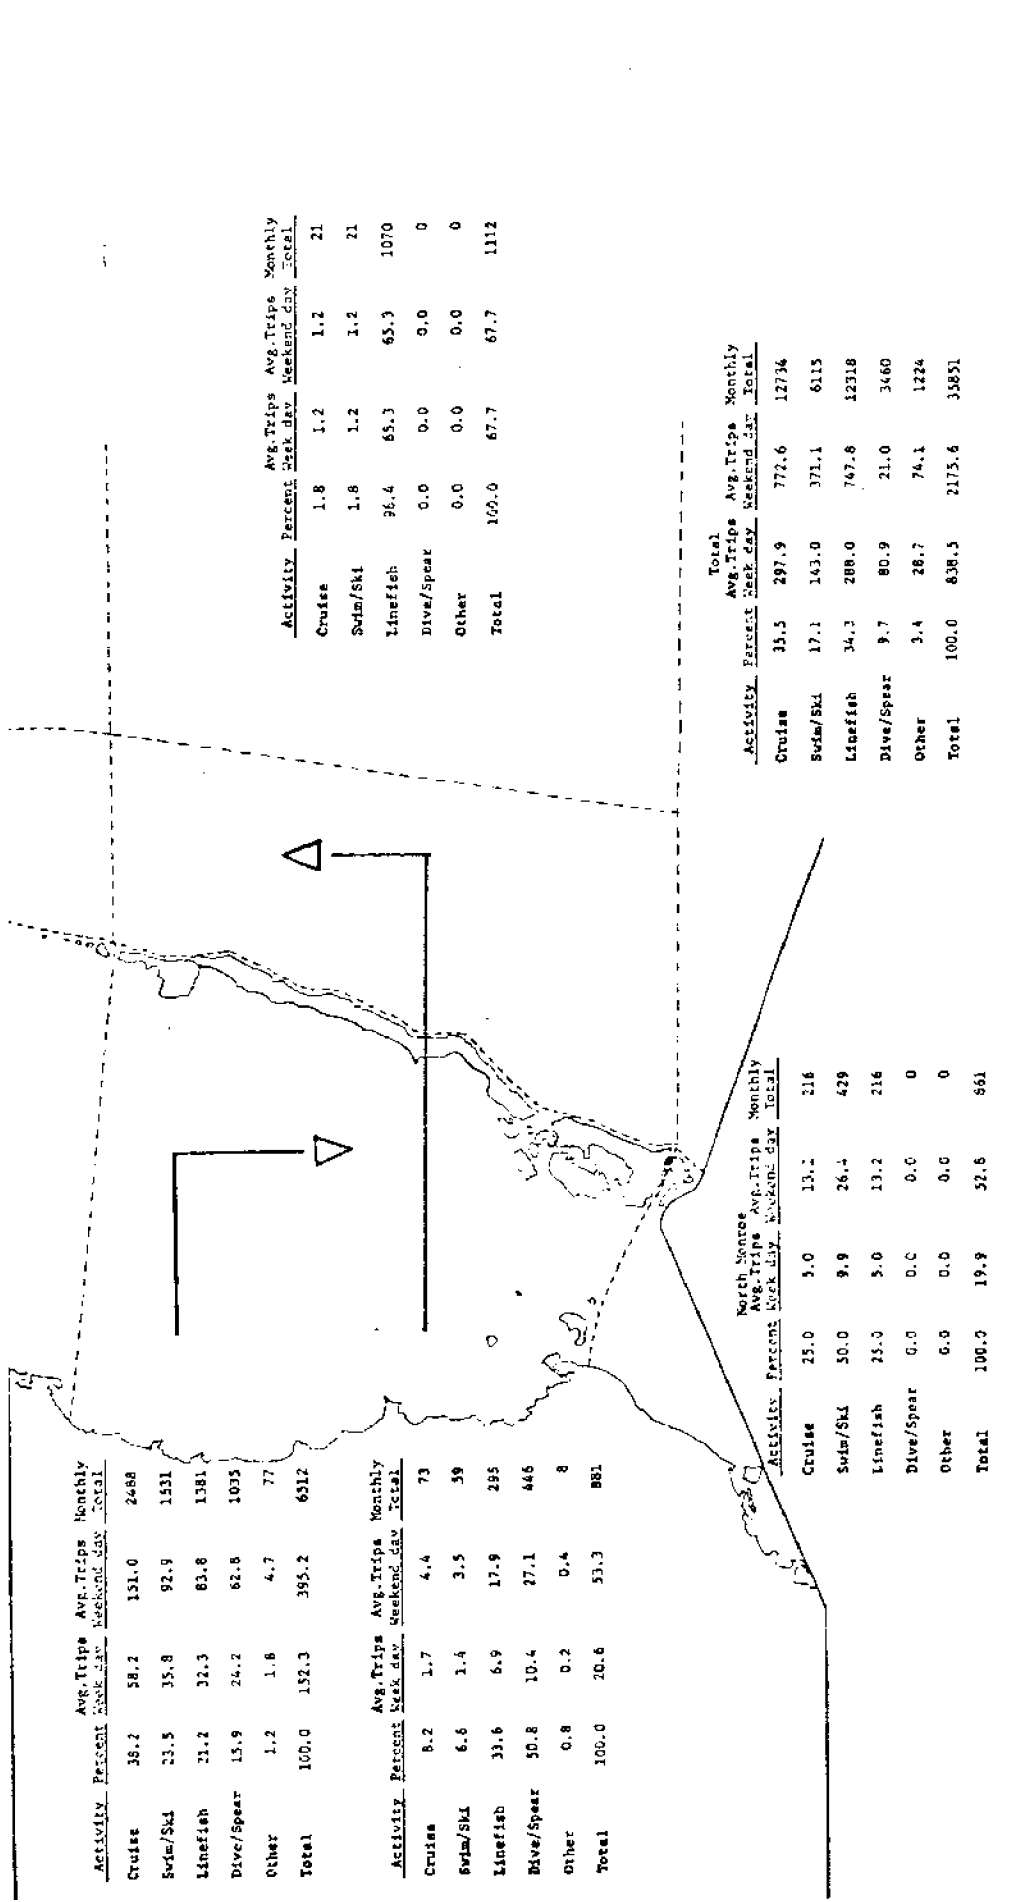 Avg.Trips Avg.Trips Monthly
Activity Percent Week day Weekend day Total
Cruise 38.2 58.2 151.0 2488
Swim/Ski 23.5 35.8 92.9 1531
Linefish 21.2 32.3 83.8 1381
Dive/Spear 15.9 24.2 62.8 1035
Other 1.2 1.8 4.7 77
Total 100.0 152.3 395.2 6512
Avg.Trips Avg.Trips Monthly
Activity Percent Week day Weekend day Total
Cruise 8.2 1.7 4.4 73
Swim/Ski 6.6 1.4 3.5 59
Linefish 33.6 6.9 17.9 295
Dive/Spear 50.8 10.4 27.1 446
Other 0.8 0.2 0.4 8
Total 100.0 20.6 53.3 881
Avg.Trips Avg.Trips Monthly
Activity Percent Week day Weekend day Total
Cruise 1.8 1.2 1.2 21
Swim/Ski 1.8 1.2 1.2 21
Linefish 96.4 65.3 65.3 1070
Dive/Spear 0.0 0.0 0.0 0
Other 0.0 0.0 0.0 0
Total 100.0 67.7 67.7 1112
North Monroe
Avg.Trips Avg.Trips Monthly
Activity Percent Week day Weekend day Total
Cruise 25.0 5.0 13.2 216
Swim/Ski 50.0 9.9 26.4 429
Linefish 25.0 5.0 13.2 216
Dive/Spear 0.0 0.0 0.0 0
Other 0.0 0.0 0.0 0
Total 100.0 19.9 52.8 861
Total
Avg.Trips Avg.Trips Monthly
Activity Percent Week day Weekend day Total
Cruise 35.5 297.9 772.6 12734
Swim/Ski 17.1 143.0 371.1 6115
Linefish 34.3 288.0 747.8 12318
Dive/Spear 9.7 80.9 21.0 3460
Other 3.4 28.7 74.1 1224
Total 100.0 838.5 2175.6 35851